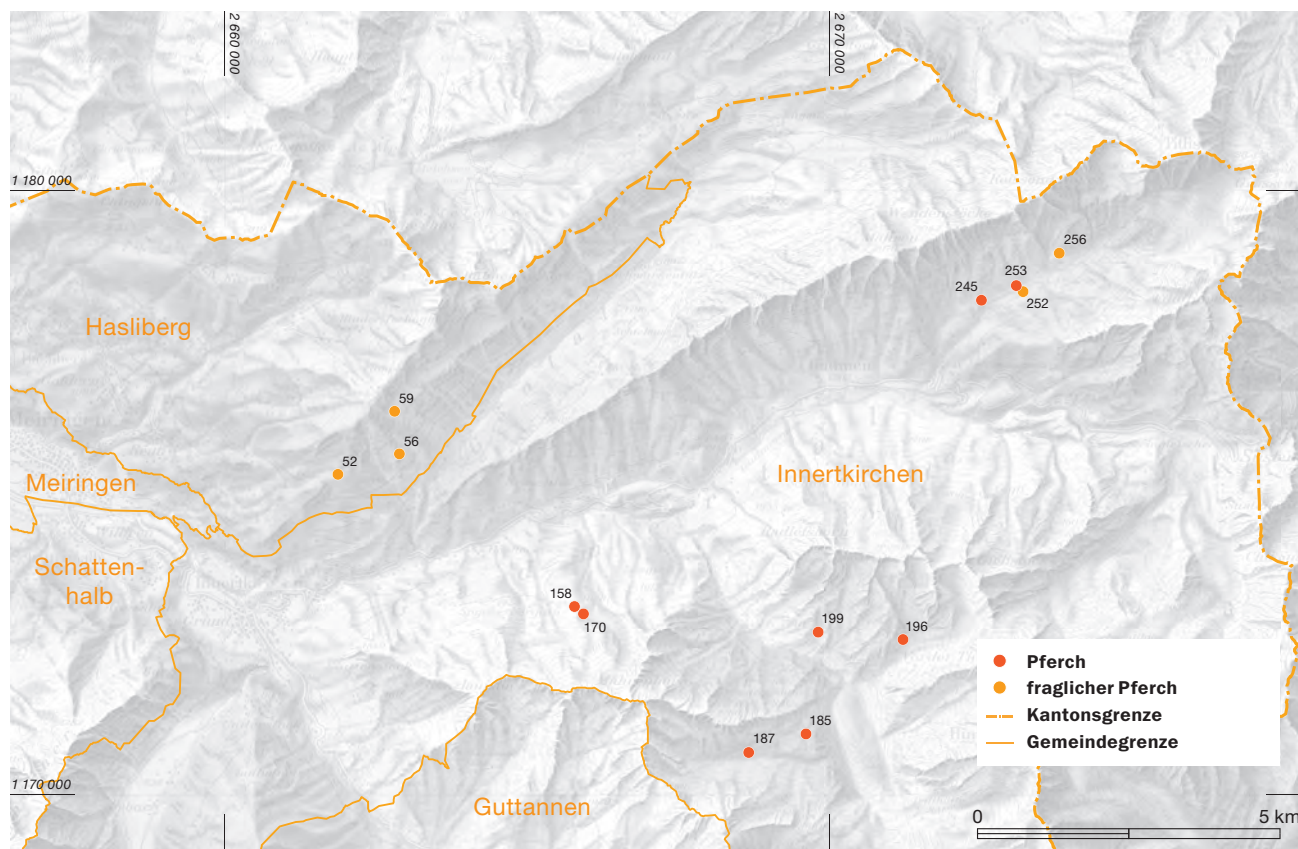 2 660 000
2 670 000
1 180 000
256
253
245
252
Hasliberg
59
56
52
Innertkirchen
Meiringen
Schatten-
halb
158
170
199
196
185
187
Guttannen
1 170 000
Pferch
fraglicher Pferch
Kantonsgrenze
Gemeindegrenze
0
5 km